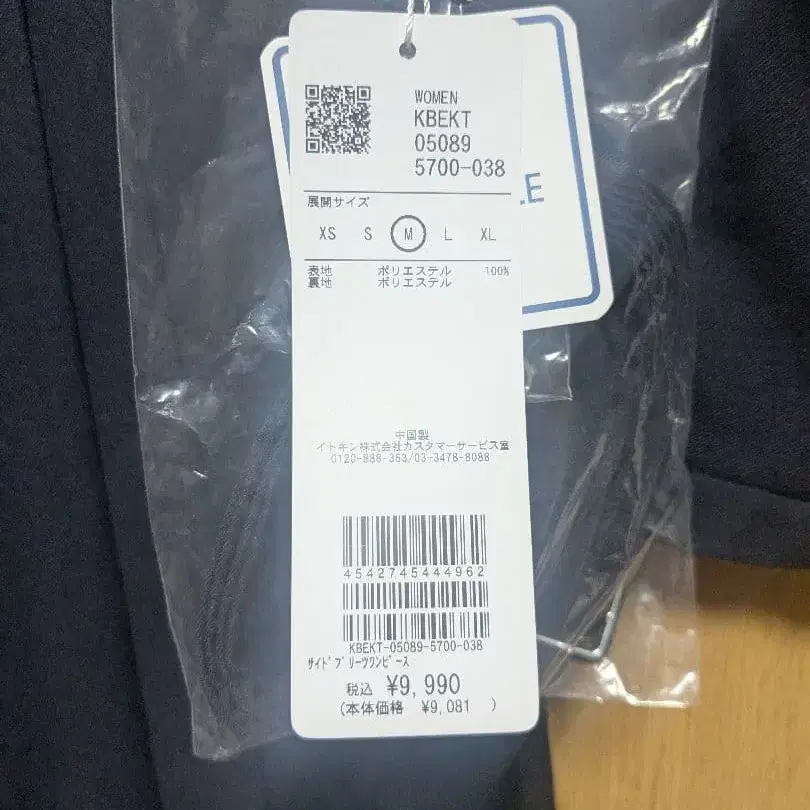 WOMEN
KBEKT
05089
5700-038
LE
展開サイズ
XS S M L XL
表地 ポリエステル 100%
裏地 ポリエステル
中国製
イトキン株式会社カスタマーサービス室
0120-888-363/03-3478-8088
4542745444962
KBEKT-05089-5700-038
ｻｲﾄﾞﾌﾟﾘｰﾂﾜﾝﾋﾟｰｽ
税込 ¥9,990
(本体価格 ¥9,081 )